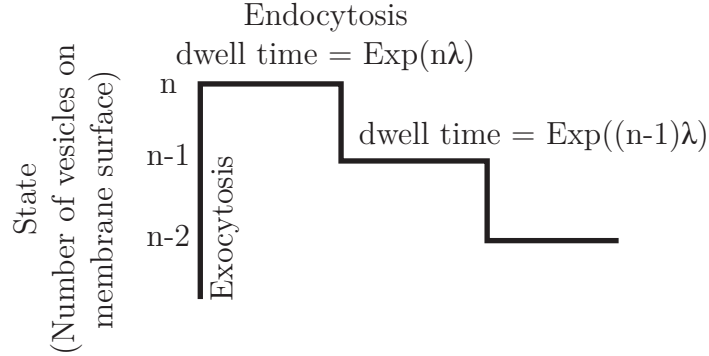 Endocytosis
dwell time = Exp(nλ)
n
dwell time = Exp((n-1)λ)
n-1
n-2
Exocytosis
State
(Number of vesicles on
membrane surface)